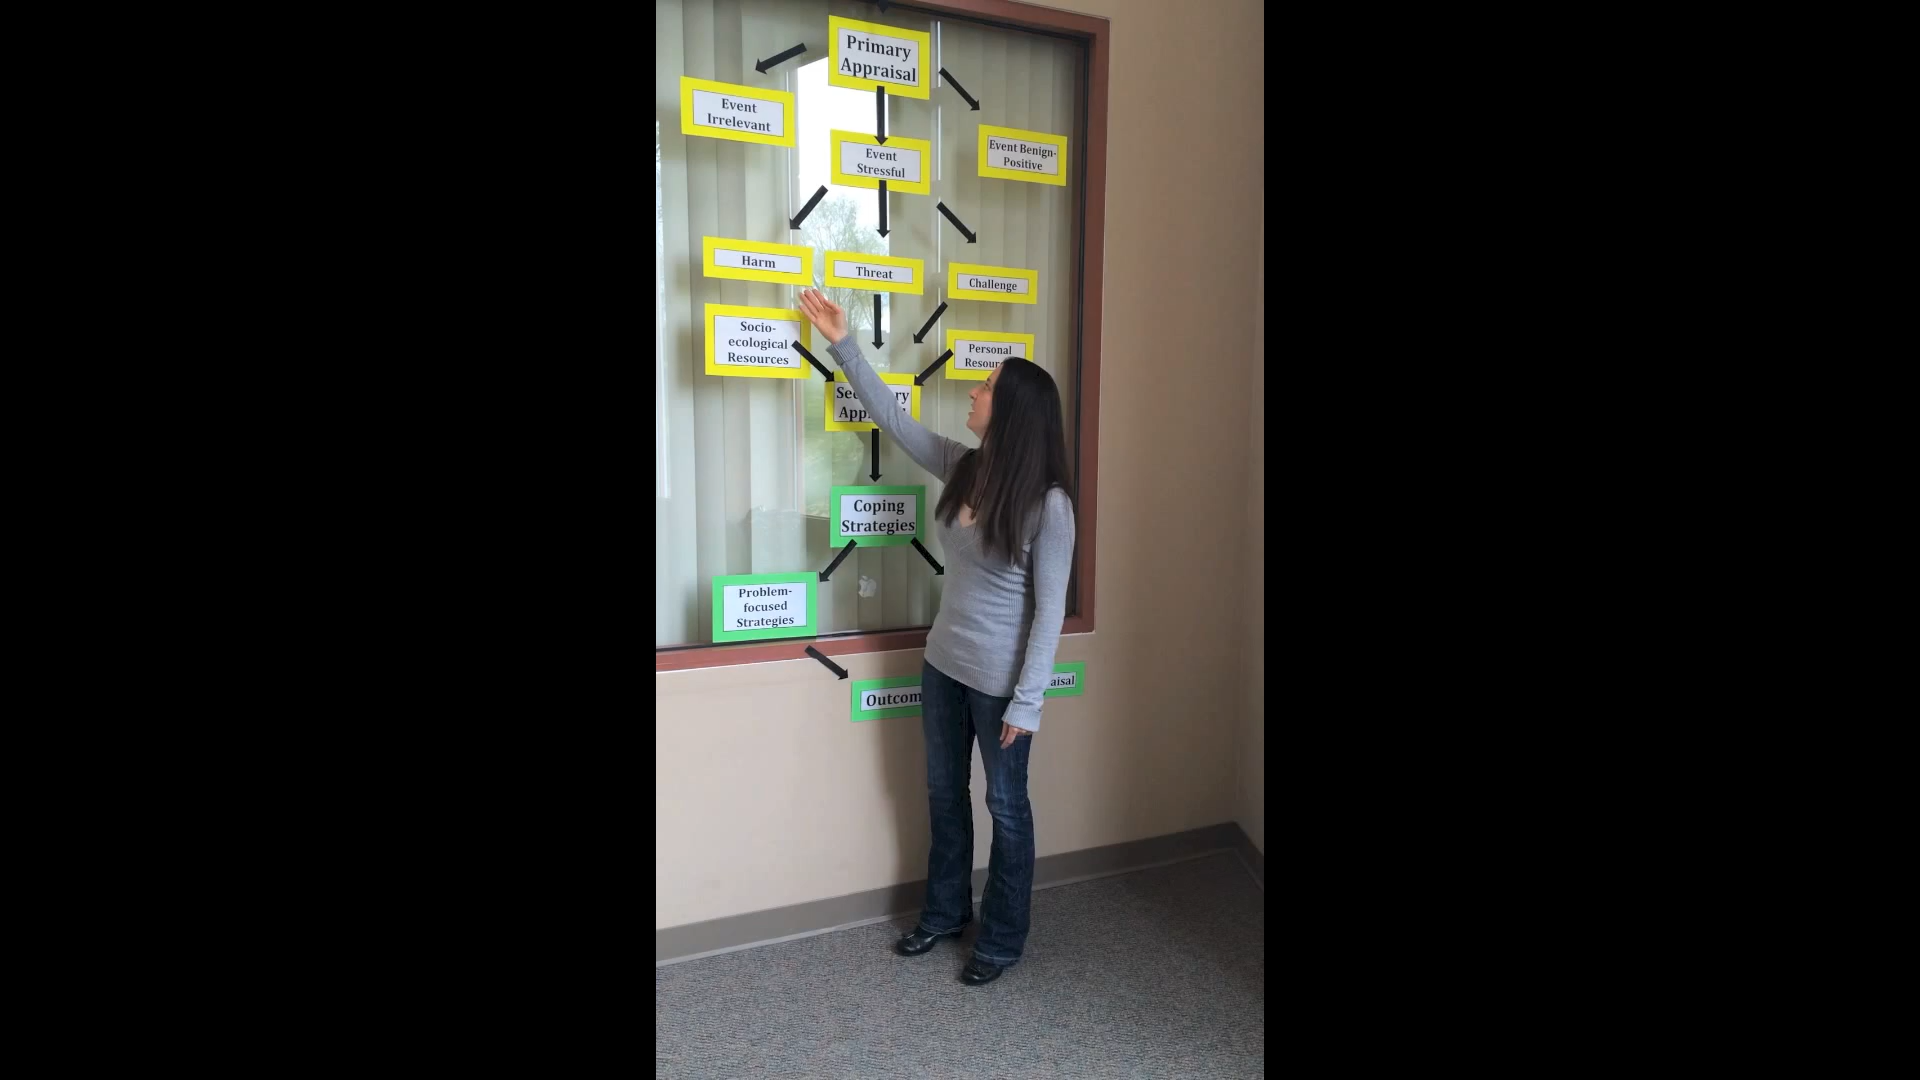 Primary
Appraisal
Event
Irrelevant
Event
Stressful
Event Benign-
Positive
Harm
Threat
Challenge
Socio-
ecological
Resources
Personal
Coping
Strategies
Problem-
focused
Strategies